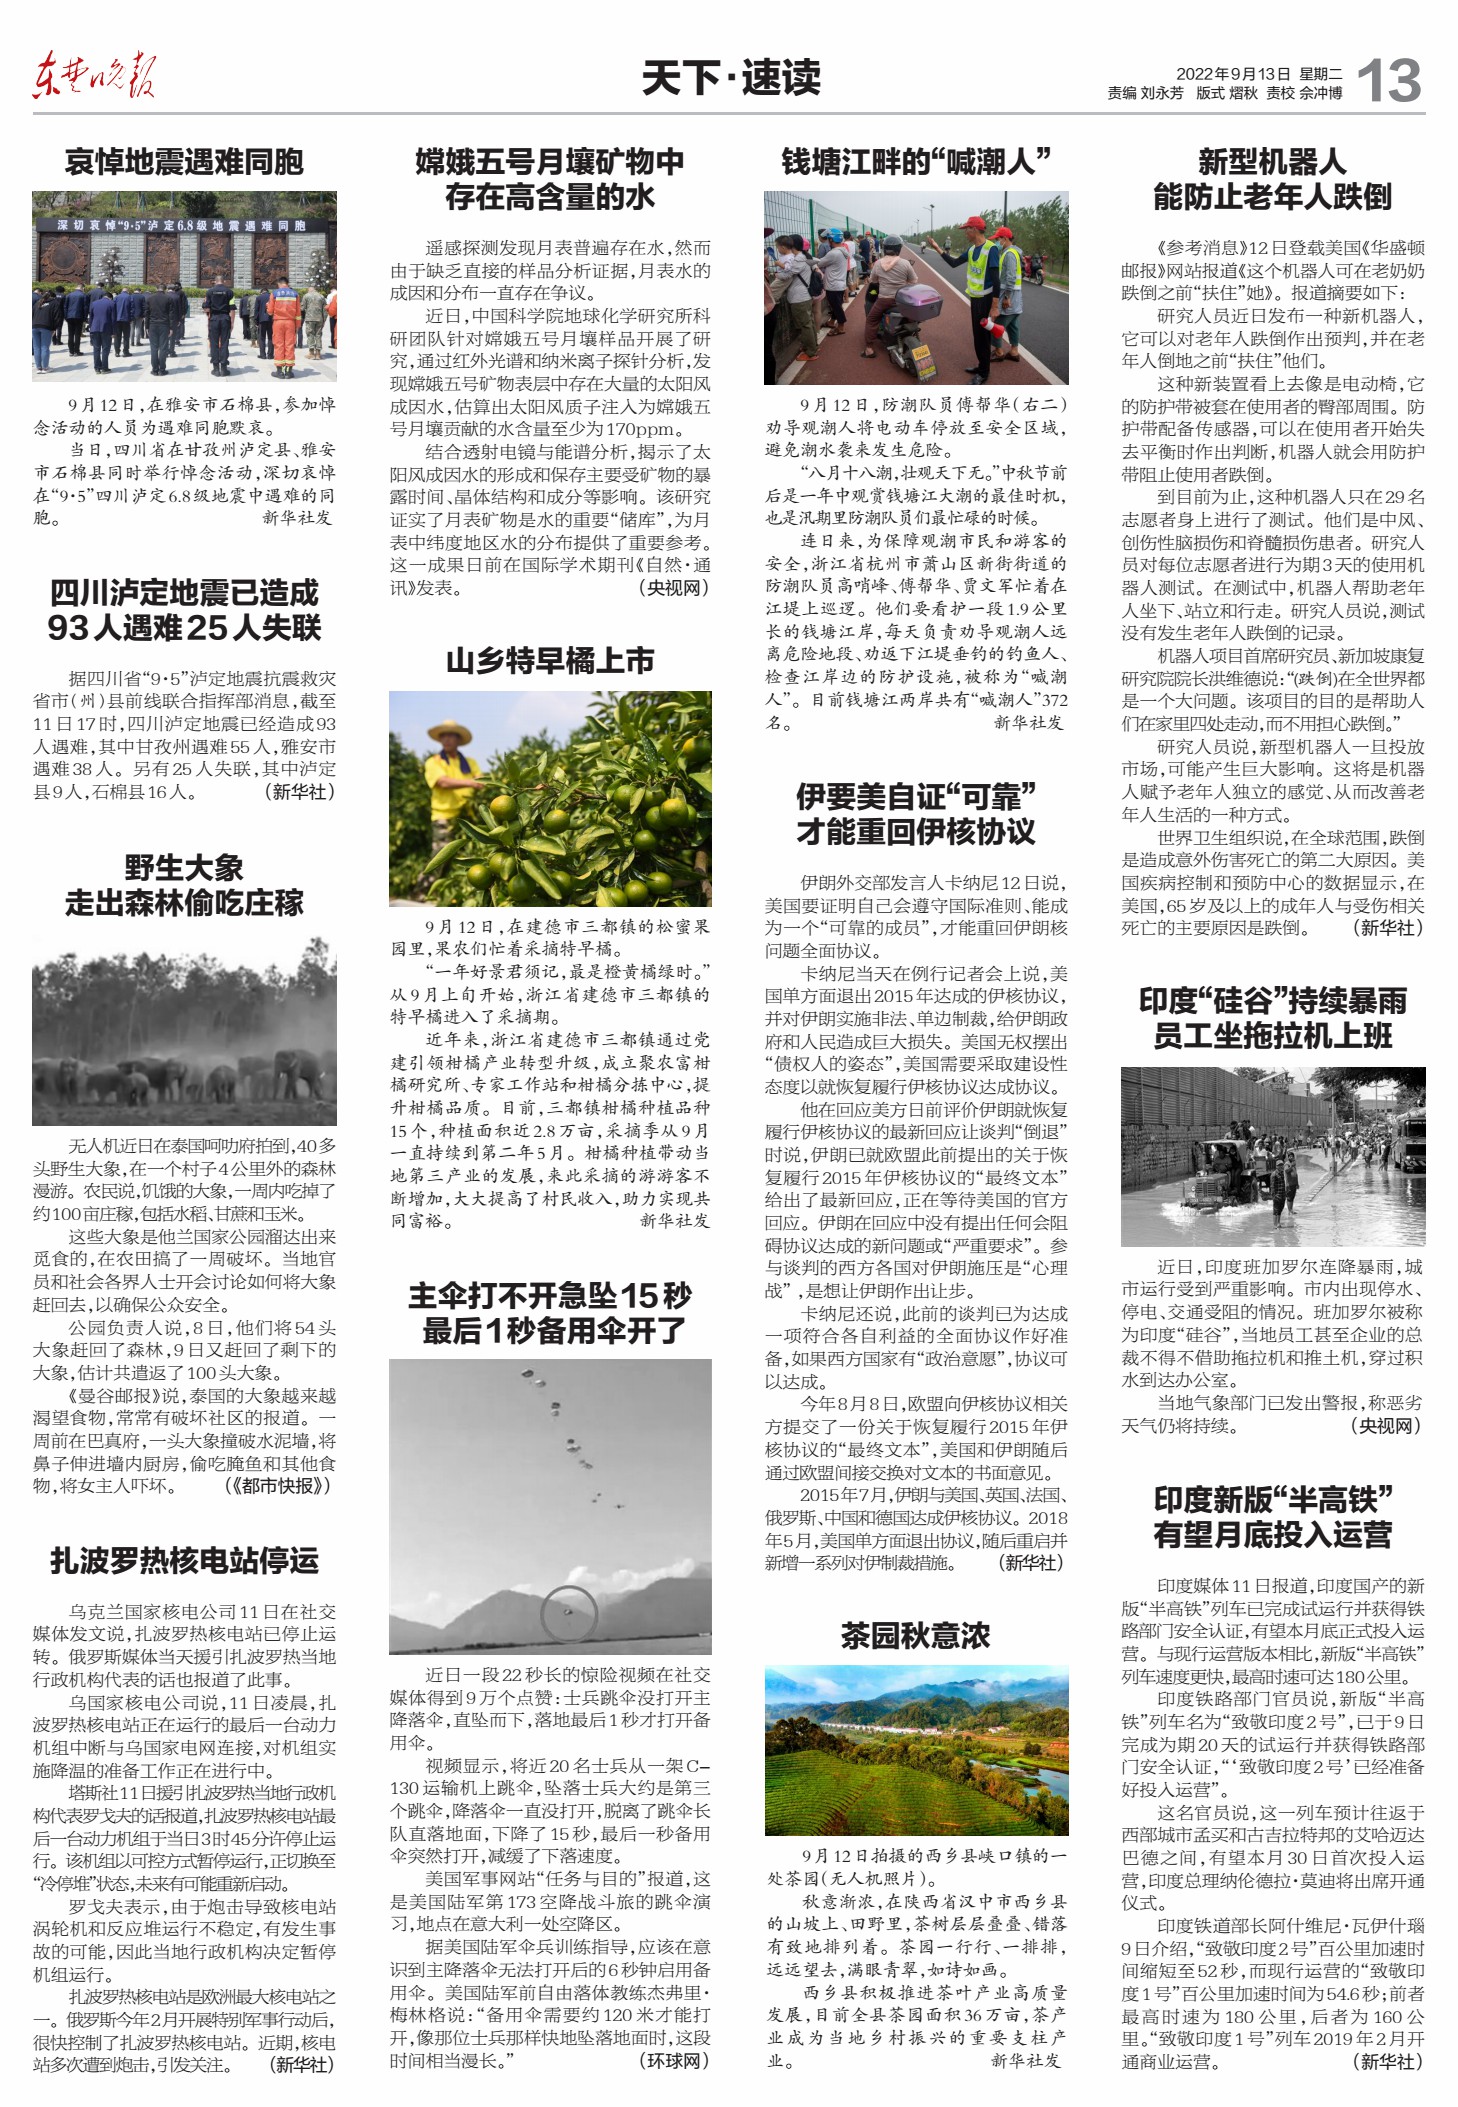 东楚晚报
天下·速读
2022年9月13日 星期二
责编 刘永芳 版式 熠秋 责校 余冲博
13
哀悼地震遇难同胞
深切哀悼“9·5”泸定6.8级地震遇难同胞
9月12日,在雅安市石棉县,参加悼
念活动的人员为遇难同胞默哀。
当日,四川省在甘孜州泸定县、雅安
市石棉县同时举行悼念活动,深切哀悼
在“9·5”四川泸定6.8级地震中遇难的同
胞。 新华社发
四川泸定地震已造成
93人遇难25人失联
据四川省“9·5”泸定地震抗震救灾
省市(州)县前线联合指挥部消息,截至
11日17时,四川泸定地震已经造成93
人遇难,其中甘孜州遇难55人,雅安市
遇难38人。另有25人失联,其中泸定
县9人,石棉县16人。 (新华社)
野生大象
走出森林偷吃庄稼
无人机近日在泰国呵叻府拍到,40多
头野生大象,在一个村子4公里外的森林
漫游。农民说,饥饿的大象,一周内吃掉了
约100亩庄稼,包括水稻、甘蔗和玉米。
这些大象是他兰国家公园溜达出来
觅食的,在农田搞了一周破坏。当地官
员和社会各界人士开会讨论如何将大象
赶回去,以确保公众安全。
公园负责人说,8日,他们将54头
大象赶回了森林,9日又赶回了剩下的
大象,估计共遣返了100头大象。
《曼谷邮报》说,泰国的大象越来越
渴望食物,常常有破坏社区的报道。一
周前在巴真府,一头大象撞破水泥墙,将
鼻子伸进墙内厨房,偷吃腌鱼和其他食
物,将女主人吓坏。 (《都市快报》)
扎波罗热核电站停运
乌克兰国家核电公司11日在社交
媒体发文说,扎波罗热核电站已停止运
转。俄罗斯媒体当天援引扎波罗热当地
行政机构代表的话也报道了此事。
乌国家核电公司说,11日凌晨,扎
波罗热核电站正在运行的最后一台动力
机组中断与乌国家电网连接,对机组实
施降温的准备工作正在进行中。
塔斯社11日援引扎波罗热当地行政机
构代表罗戈夫的话报道,扎波罗热核电站最
后一台动力机组于当日3时45分许停止运
行。该机组以可控方式暂停运行,正切换至
“冷停堆”状态,未来有可能重新启动。
罗戈夫表示,由于炮击导致核电站
涡轮机和反应堆运行不稳定,有发生事
故的可能,因此当地行政机构决定暂停
机组运行。
扎波罗热核电站是欧洲最大核电站之
一。俄罗斯今年2月开展特别军事行动后,
很快控制了扎波罗热核电站。近期,核电
站多次遭到炮击,引发关注。 (新华社)
嫦娥五号月壤矿物中
存在高含量的水
遥感探测发现月表普遍存在水,然而
由于缺乏直接的样品分析证据,月表水的
成因和分布一直存在争议。
近日,中国科学院地球化学研究所科
研团队针对嫦娥五号月壤样品开展了研
究,通过红外光谱和纳米离子探针分析,发
现嫦娥五号矿物表层中存在大量的太阳风
成因水,估算出太阳风质子注入为嫦娥五
号月壤贡献的水含量至少为170ppm。
结合透射电镜与能谱分析,揭示了太
阳风成因水的形成和保存主要受矿物的暴
露时间、晶体结构和成分等影响。该研究
证实了月表矿物是水的重要“储库”,为月
表中纬度地区水的分布提供了重要参考。
这一成果日前在国际学术期刊《自然·通
讯》发表。 (央视网)
山乡特早橘上市
9月12日,在建德市三都镇的松蜜果
园里,果农们忙着采摘特早橘。
“一年好景君须记,最是橙黄橘绿时。”
从9月上旬开始,浙江省建德市三都镇的
特早橘进入了采摘期。
近年来,浙江省建德市三都镇通过党
建引领柑橘产业转型升级,成立聚农富柑
橘研究所、专家工作站和柑橘分拣中心,提
升柑橘品质。目前,三都镇柑橘种植品种
15个,种植面积近2.8万亩,采摘季从9月
一直持续到第二年5月。柑橘种植带动当
地第三产业的发展,来此采摘的游游客不
断增加,大大提高了村民收入,助力实现共
同富裕。 新华社发
主伞打不开急坠15秒
最后1秒备用伞开了
近日一段22秒长的惊险视频在社交
媒体得到9万个点赞:士兵跳伞没打开主
降落伞,直坠而下,落地最后1秒才打开备
用伞。
视频显示,将近20名士兵从一架C-
130运输机上跳伞,坠落士兵大约是第三
个跳伞,降落伞一直没打开,脱离了跳伞长
队直落地面,下降了15秒,最后一秒备用
伞突然打开,减缓了下落速度。
美国军事网站“任务与目的”报道,这
是美国陆军第173空降战斗旅的跳伞演
习,地点在意大利一处空降区。
据美国陆军伞兵训练指导,应该在意
识到主降落伞无法打开后的6秒钟启用备
用伞。美国陆军前自由落体教练杰弗里·
梅林格说:“备用伞需要约120米才能打
开,像那位士兵那样快地坠落地面时,这段
时间相当漫长。” (环球网)
钱塘江畔的“喊潮人”
9月12日,防潮队员傅帮华(右二)
劝导观潮人将电动车停放至安全区域,
避免潮水袭来发生危险。
“八月十八潮,壮观天下无。”中秋节前
后是一年中观赏钱塘江大潮的最佳时机,
也是汛期里防潮队员们最忙碌的时候。
连日来,为保障观潮市民和游客的
安全,浙江省杭州市萧山区新街街道的
防潮队员高哨峰、傅帮华、贾文军忙着在
江堤上巡逻。他们要看护一段1.9公里
长的钱塘江岸,每天负责劝导观潮人远
离危险地段、劝返下江堤垂钓的钓鱼人、
检查江岸边的防护设施,被称为“喊潮
人”。目前钱塘江两岸共有“喊潮人”372
名。 新华社发
伊要美自证“可靠”
才能重回伊核协议
伊朗外交部发言人卡纳尼12日说,
美国要证明自己会遵守国际准则、能成
为一个“可靠的成员”,才能重回伊朗核
问题全面协议。
卡纳尼当天在例行记者会上说,美
国单方面退出2015年达成的伊核协议,
并对伊朗实施非法、单边制裁,给伊朗政
府和人民造成巨大损失。美国无权摆出
“债权人的姿态”,美国需要采取建设性
态度以就恢复履行伊核协议达成协议。
他在回应美方日前评价伊朗就恢复
履行伊核协议的最新回应让谈判“倒退”
时说,伊朗已就欧盟此前提出的关于恢
复履行2015年伊核协议的“最终文本”
给出了最新回应,正在等待美国的官方
回应。伊朗在回应中没有提出任何会阻
碍协议达成的新问题或“严重要求”。参
与谈判的西方各国对伊朗施压是“心理
战”,是想让伊朗作出让步。
卡纳尼还说,此前的谈判已为达成
一项符合各自利益的全面协议作好准
备,如果西方国家有“政治意愿”,协议可
以达成。
今年8月8日,欧盟向伊核协议相关
方提交了一份关于恢复履行2015年伊
核协议的“最终文本”,美国和伊朗随后
通过欧盟间接交换对文本的书面意见。
2015年7月,伊朗与美国、英国、法国、
俄罗斯、中国和德国达成伊核协议。2018
年5月,美国单方面退出协议,随后重启并
新增一系列对伊制裁措施。 (新华社)
茶园秋意浓
9月12日拍摄的西乡县峡口镇的一
处茶园(无人机照片)。
秋意渐浓,在陕西省汉中市西乡县
的山坡上、田野里,茶树层层叠叠、错落
有致地排列着。茶园一行行、一排排,
远远望去,满眼青翠,如诗如画。
西乡县积极推进茶叶产业高质量
发展,目前全县茶园面积36万亩,茶产
业成为当地乡村振兴的重要支柱产
业。 新华社发
新型机器人
能防止老年人跌倒
《参考消息》12日登载美国《华盛顿
邮报》网站报道《这个机器人可在老奶奶
跌倒之前“扶住”她》。报道摘要如下:
研究人员近日发布一种新机器人,
它可以对老年人跌倒作出预判,并在老
年人倒地之前“扶住”他们。
这种新装置看上去像是电动椅,它
的防护带被套在使用者的臀部周围。防
护带配备传感器,可以在使用者开始失
去平衡时作出判断,机器人就会用防护
带阻止使用者跌倒。
到目前为止,这种机器人只在29名
志愿者身上进行了测试。他们是中风、
创伤性脑损伤和脊髓损伤患者。研究人
员对每位志愿者进行为期3天的使用机
器人测试。在测试中,机器人帮助老年
人坐下、站立和行走。研究人员说,测试
没有发生老年人跌倒的记录。
机器人项目首席研究员、新加坡康复
研究院院长洪维德说:“(跌倒)在全世界都
是一个大问题。该项目的目的是帮助人
们在家里四处走动,而不用担心跌倒。”
研究人员说,新型机器人一旦投放
市场,可能产生巨大影响。这将是机器
人赋予老年人独立的感觉、从而改善老
年人生活的一种方式。
世界卫生组织说,在全球范围,跌倒
是造成意外伤害死亡的第二大原因。美
国疾病控制和预防中心的数据显示,在
美国,65岁及以上的成年人与受伤相关
死亡的主要原因是跌倒。 (新华社)
印度“硅谷”持续暴雨
员工坐拖拉机上班
近日,印度班加罗尔连降暴雨,城
市运行受到严重影响。市内出现停水、
停电、交通受阻的情况。班加罗尔被称
为印度“硅谷”,当地员工甚至企业的总
裁不得不借助拖拉机和推土机,穿过积
水到达办公室。
当地气象部门已发出警报,称恶劣
天气仍将持续。 (央视网)
印度新版“半高铁”
有望月底投入运营
印度媒体11日报道,印度国产的新
版“半高铁”列车已完成试运行并获得铁
路部门安全认证,有望本月底正式投入运
营。与现行运营版本相比,新版“半高铁”
列车速度更快,最高时速可达180公里。
印度铁路部门官员说,新版“半高
铁”列车名为“致敬印度2号”,已于9日
完成为期20天的试运行并获得铁路部
门安全认证,“‘致敬印度2号’已经准备
好投入运营”。
这名官员说,这一列车预计往返于
西部城市孟买和古吉拉特邦的艾哈迈达
巴德之间,有望本月30日首次投入运
营,印度总理纳伦德拉·莫迪将出席开通
仪式。
印度铁道部长阿什维尼·瓦伊什瑙
9日介绍,“致敬印度2号”百公里加速时
间缩短至52秒,而现行运营的“致敬印
度1号”百公里加速时间为54.6秒;前者
最高时速为180公里,后者为160公
里。“致敬印度1号”列车2019年2月开
通商业运营。 (新华社)